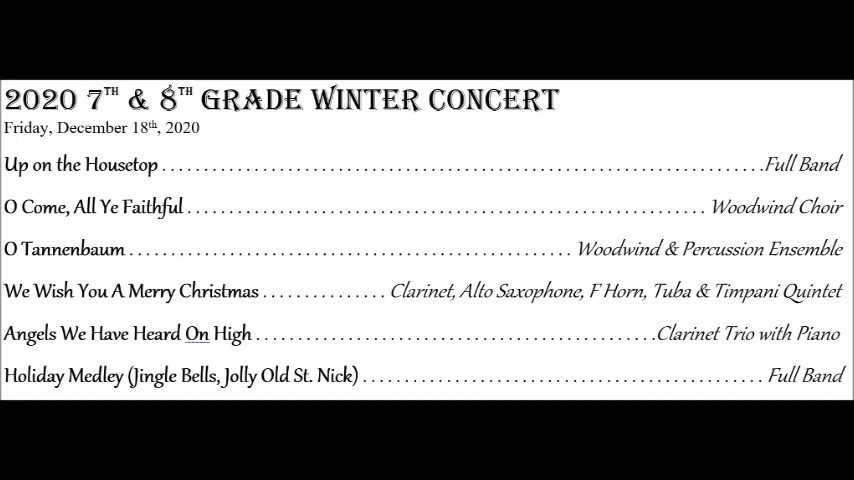 2020 7TH & 8TH GRADE WINTER CONCERT
Friday, December 18th, 2020
Up on the Housetop . . . . . . . . . . . . . . . . . . . . . . . . . . . . . . . . . . . . . . . . Full Band
O Come, All Ye Faithful . . . . . . . . . . . . . . . . . . . . . . . . . . . . . . . . . . . Woodwind Choir
O Tannenbaum . . . . . . . . . . . . . . . . . . . . . . . . . . . . . . Woodwind & Percussion Ensemble
We Wish You A Merry Christmas . . . . . . . . . . . . . . . Clarinet, Alto Saxophone, F Horn, Tuba & Timpani Quintet
Angels We Have Heard On High . . . . . . . . . . . . . . . . . . . . . . . . . . . . Clarinet Trio with Piano
Holiday Medley (Jingle Bells, Jolly Old St. Nick) . . . . . . . . . . . . . . . . . . . . . . . . . . . Full Band